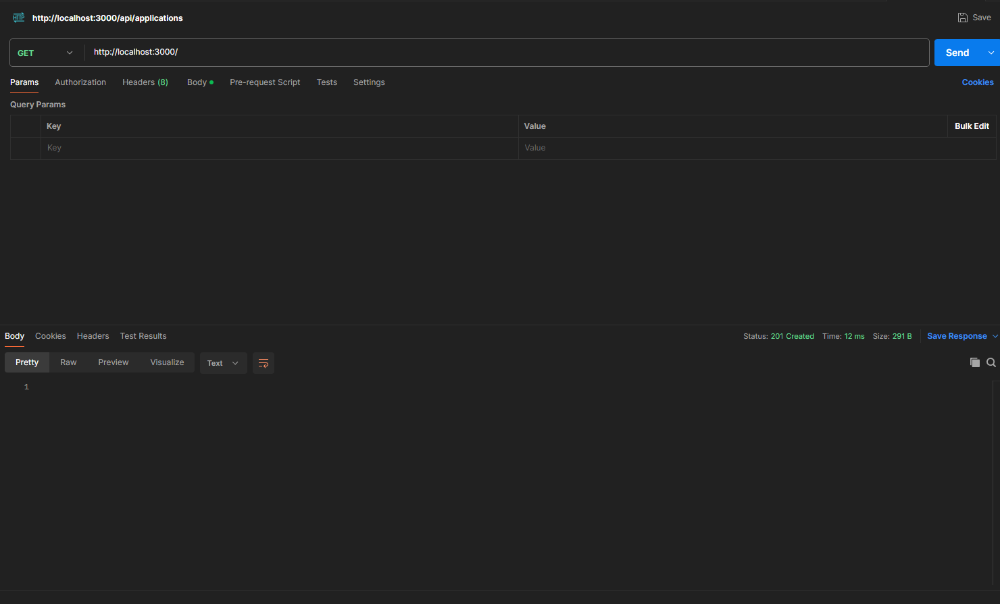 HTTP http://localhost:3000/api/applications Save
GET http://localhost:3000/ Send
Params Authorization Headers (8) Body Pre-request Script Tests Settings Cookies
Query Params
Key Value Bulk Edit
Key Value
Body Cookies Headers Test Results Status: 201 Created Time: 12 ms Size: 291 B Save Response
Pretty Raw Preview Visualize Text
1